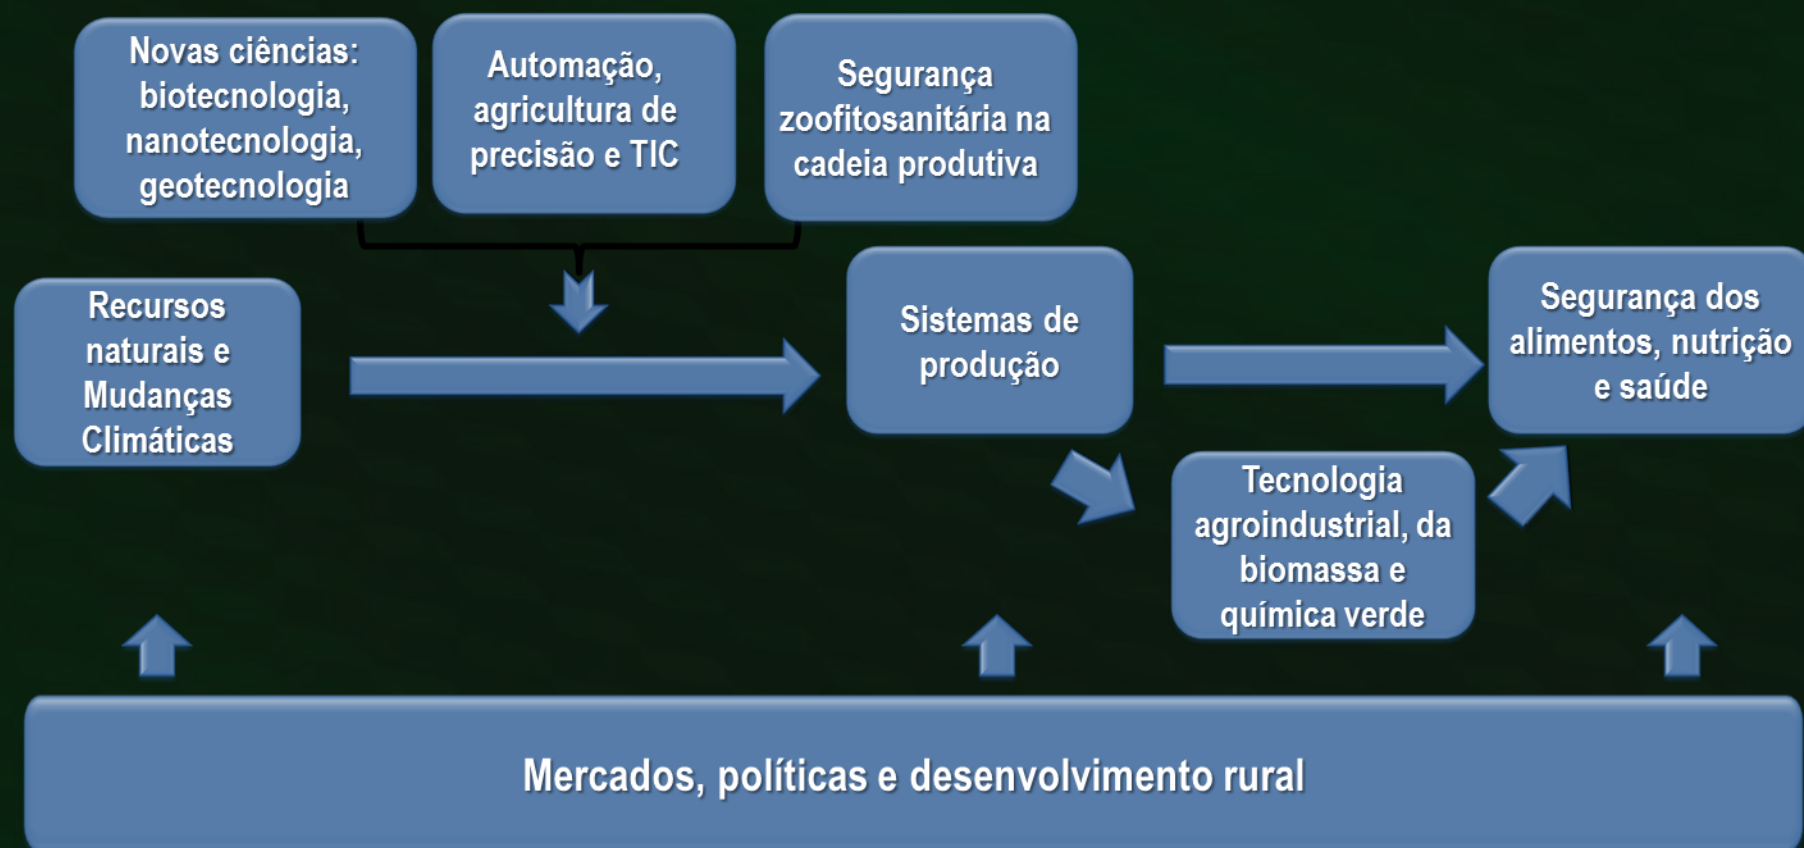 Novas ciências:
biotecnologia,
nanotecnologia,
geotecnologia
Automação,
agricultura de
precisão e TIC
Segurança
zoofitosanitária na
cadeia produtiva
Recursos
naturais e
Mudanças
Climáticas
Sistemas de
produção
Segurança dos
alimentos, nutrição
e saúde
Tecnologia
agroindustrial, da
biomassa e
química verde
Mercados, políticas e desenvolvimento rural